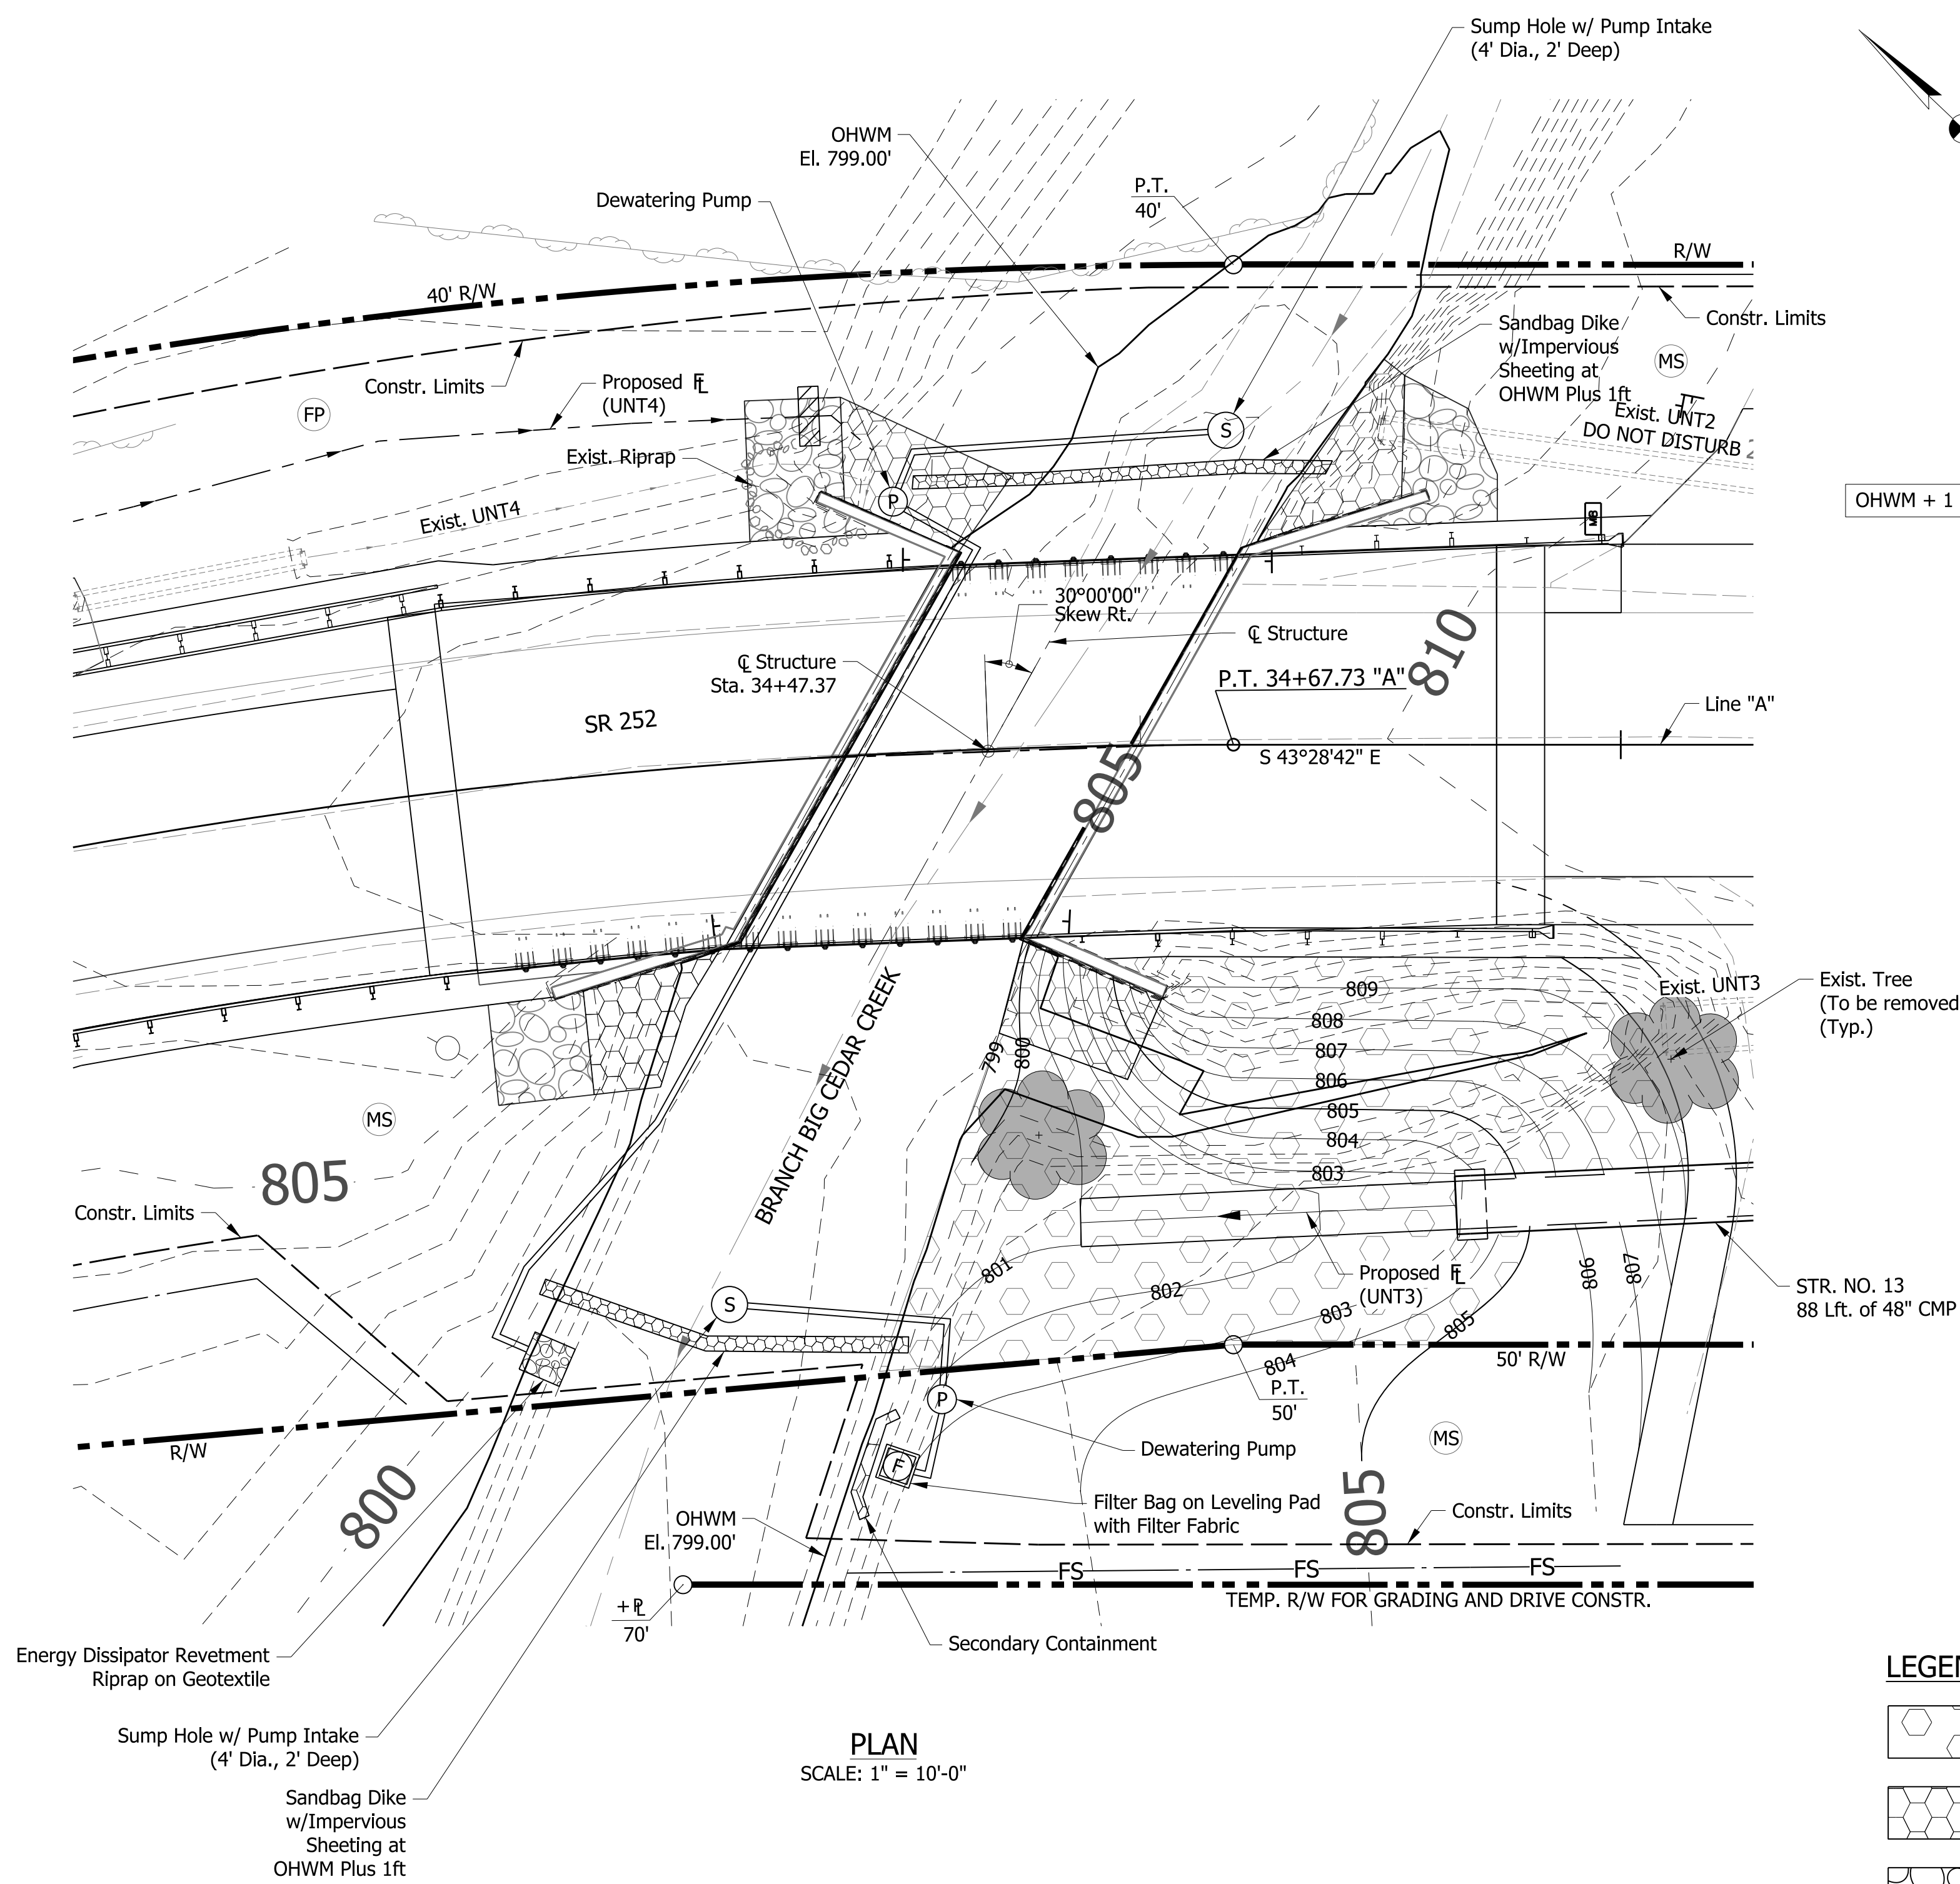 Sump Hole w/ Pump Intake
(4' Dia., 2' Deep)
OHWM
El. 799.00'
Dewatering Pump
P.T.
40'
R/W
40' R/W
Constr. Limits
Sandbag Dike
w/Impervious
Sheeting at
OHWM Plus 1ft
MS
Constr. Limits
Proposed FL
(UNT4)
FP
Exist. UNT2
DO NOT DISTURB
S
Exist. Riprap
P
Exist. UNT4
OHWM + 1
MB
30°00'00"
Skew Rt.
℄ Structure
810
℄ Structure
Sta. 34+47.37
P.T. 34+67.73 "A"
Line "A"
SR 252
S 43°28'42" E
805
BRANCH BIG CEDAR CREEK
Exist. UNT3
Exist. Tree
(To be removed
(Typ.)
809
808
807
806
805
804
803
799
800
MS
805
Constr. Limits
801
802
803
804
805
806
807
Proposed FL
(UNT3)
STR. NO. 13
88 Lft. of 48" CMP
S
50' R/W
P.T.
50'
P
MS
R/W
Dewatering Pump
F
800
Filter Bag on Leveling Pad
with Filter Fabric
805
Constr. Limits
OHWM
El. 799.00'
FS
FS
FS
TEMP. R/W FOR GRADING AND DRIVE CONSTR.
+ PL
70'
Secondary Containment
Energy Dissipator Revetment
Riprap on Geotextile
Sump Hole w/ Pump Intake
(4' Dia., 2' Deep)
Sandbag Dike
w/Impervious
Sheeting at
OHWM Plus 1ft
PLAN
SCALE: 1" = 10'-0"
LEGEN